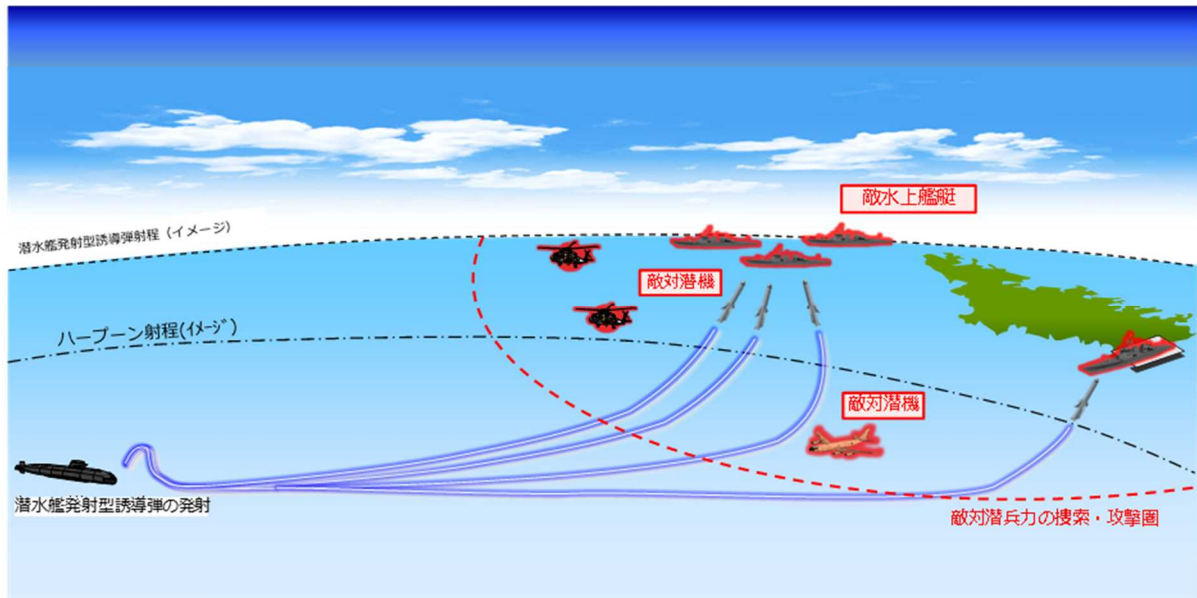 敵水上艦艇
潜水艦発射型誘導弾射程（イメージ）
敵対潜機
ハープーン射程(ｲﾒｰｼﾞ)
敵対潜機
潜水艦発射型誘導弾の発射
敵対潜兵力の捜索・攻撃圏